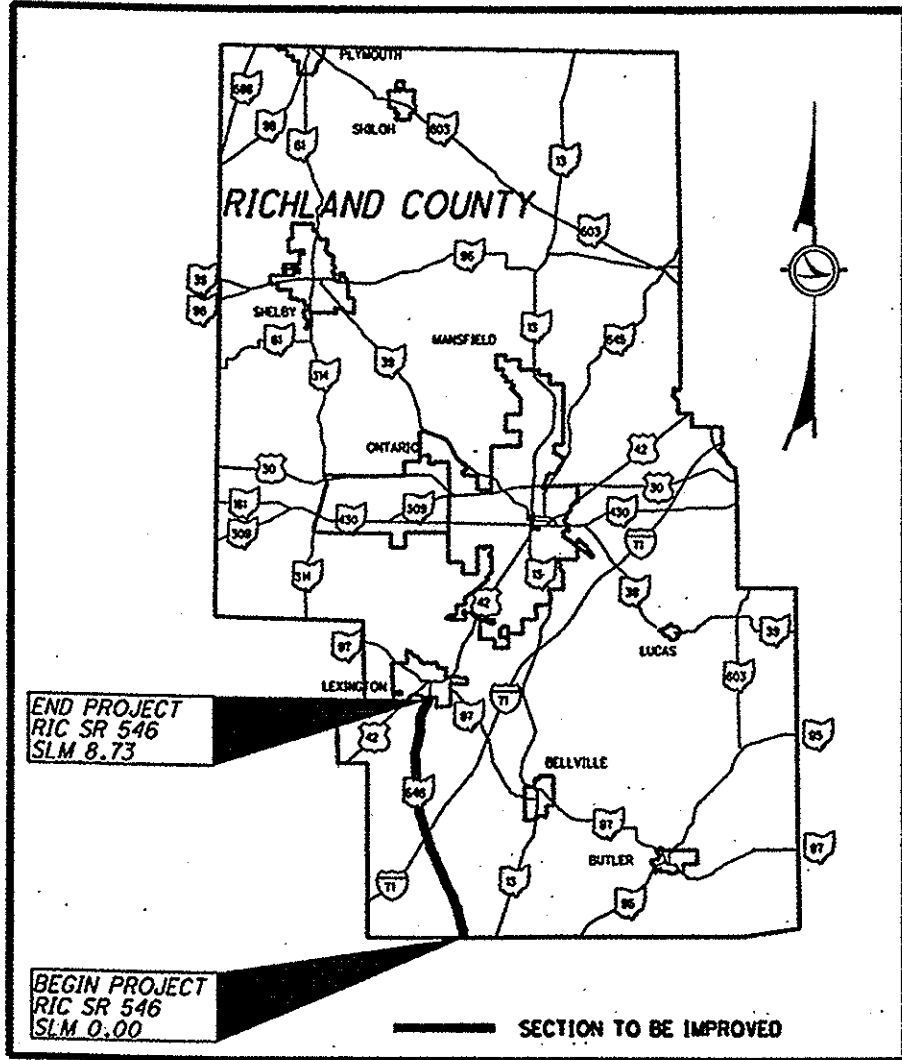 PLYMOUTH
598
98
61
SHILOH
603
13
RICHLAND COUNTY
603
96
39
96
SHELBY
61
13
545
MANSFIELD
314
39
ONTARIO
42
30
30
181
309
430
309
430
71
314
13
39
42
LUCAS
39
97
603
LEXINGTON
END PROJECT
RIC SR 546
SLM 8.73
97
71
42
95
BELLVILLE
546
97
BUTLER
97
71
13
95
BEGIN PROJECT
RIC SR 546
SLM 0.00
SECTION TO BE IMPROVED